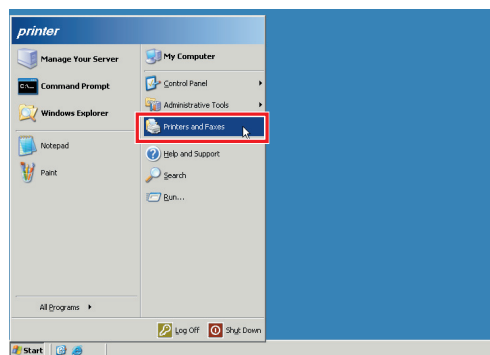 printer
Manage Your Server
Command Prompt
Windows Explorer
Notepad
Paint
All Programs
My Computer
Control Panel
Administrative Tools
Printers and Faxes
Help and Support
Search
Run...
Log Off
Shut Down
Start